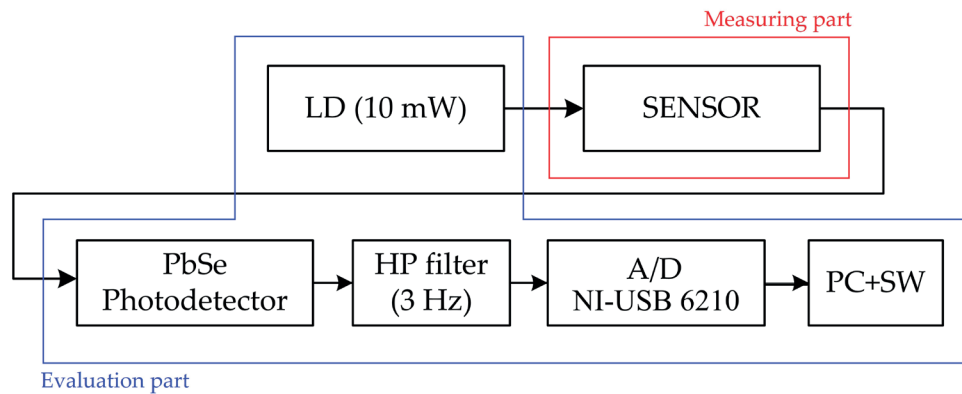 Measuring part
LD (10 mW)
SENSOR
PbSe
Photodetector
HP filter
(3 Hz)
A/D
NI-USB 6210
PC+SW
Evaluation part